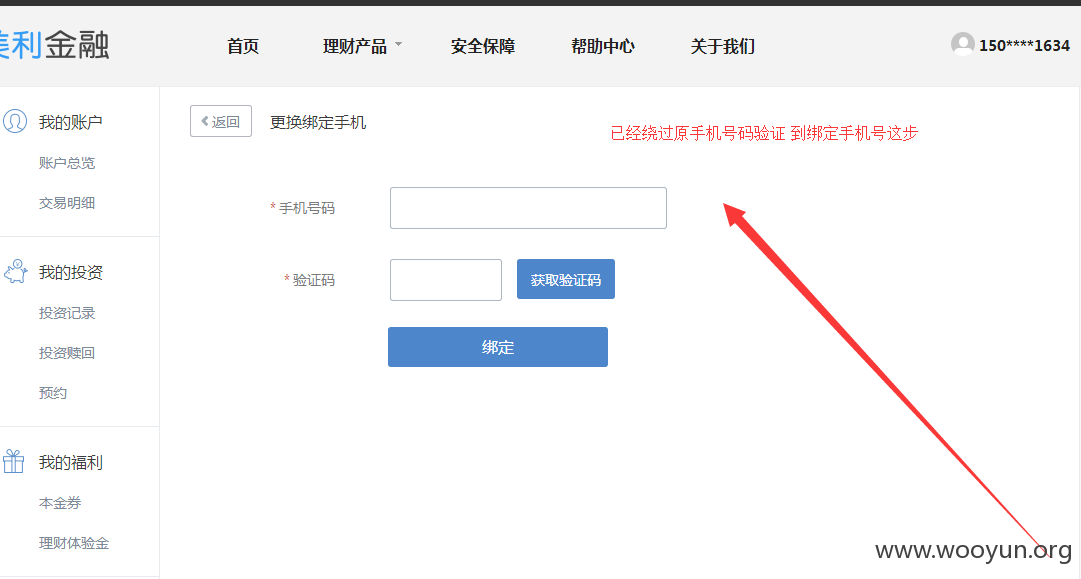 美利金融
首页 理财产品 安全保障 帮助中心 关于我们 150****1634
我的账户
账户总览
交易明细
我的投资
投资记录
投资赎回
预约
我的福利
本金券
理财体验金
返回 更换绑定手机
已经绕过原手机号码验证 到绑定手机号这步
* 手机号码
* 验证码 获取验证码
绑定
www.wooyun.org